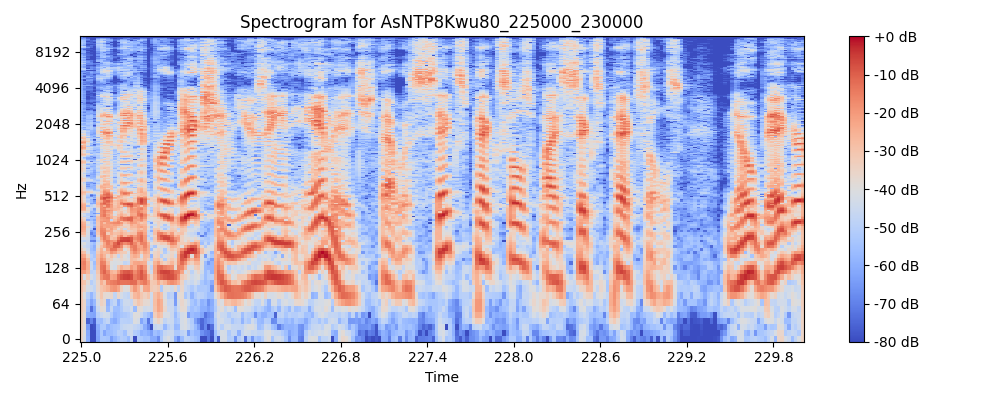 Spectrogram for AsNTP8Kwu80_225000_230000
Hz
8192
4096
2048
1024
512
256
128
64
0
225.0 225.6 226.2 226.8 227.4 228.0 228.6 229.2 229.8
Time
+0 dB
-10 dB
-20 dB
-30 dB
-40 dB
-50 dB
-60 dB
-70 dB
-80 dB